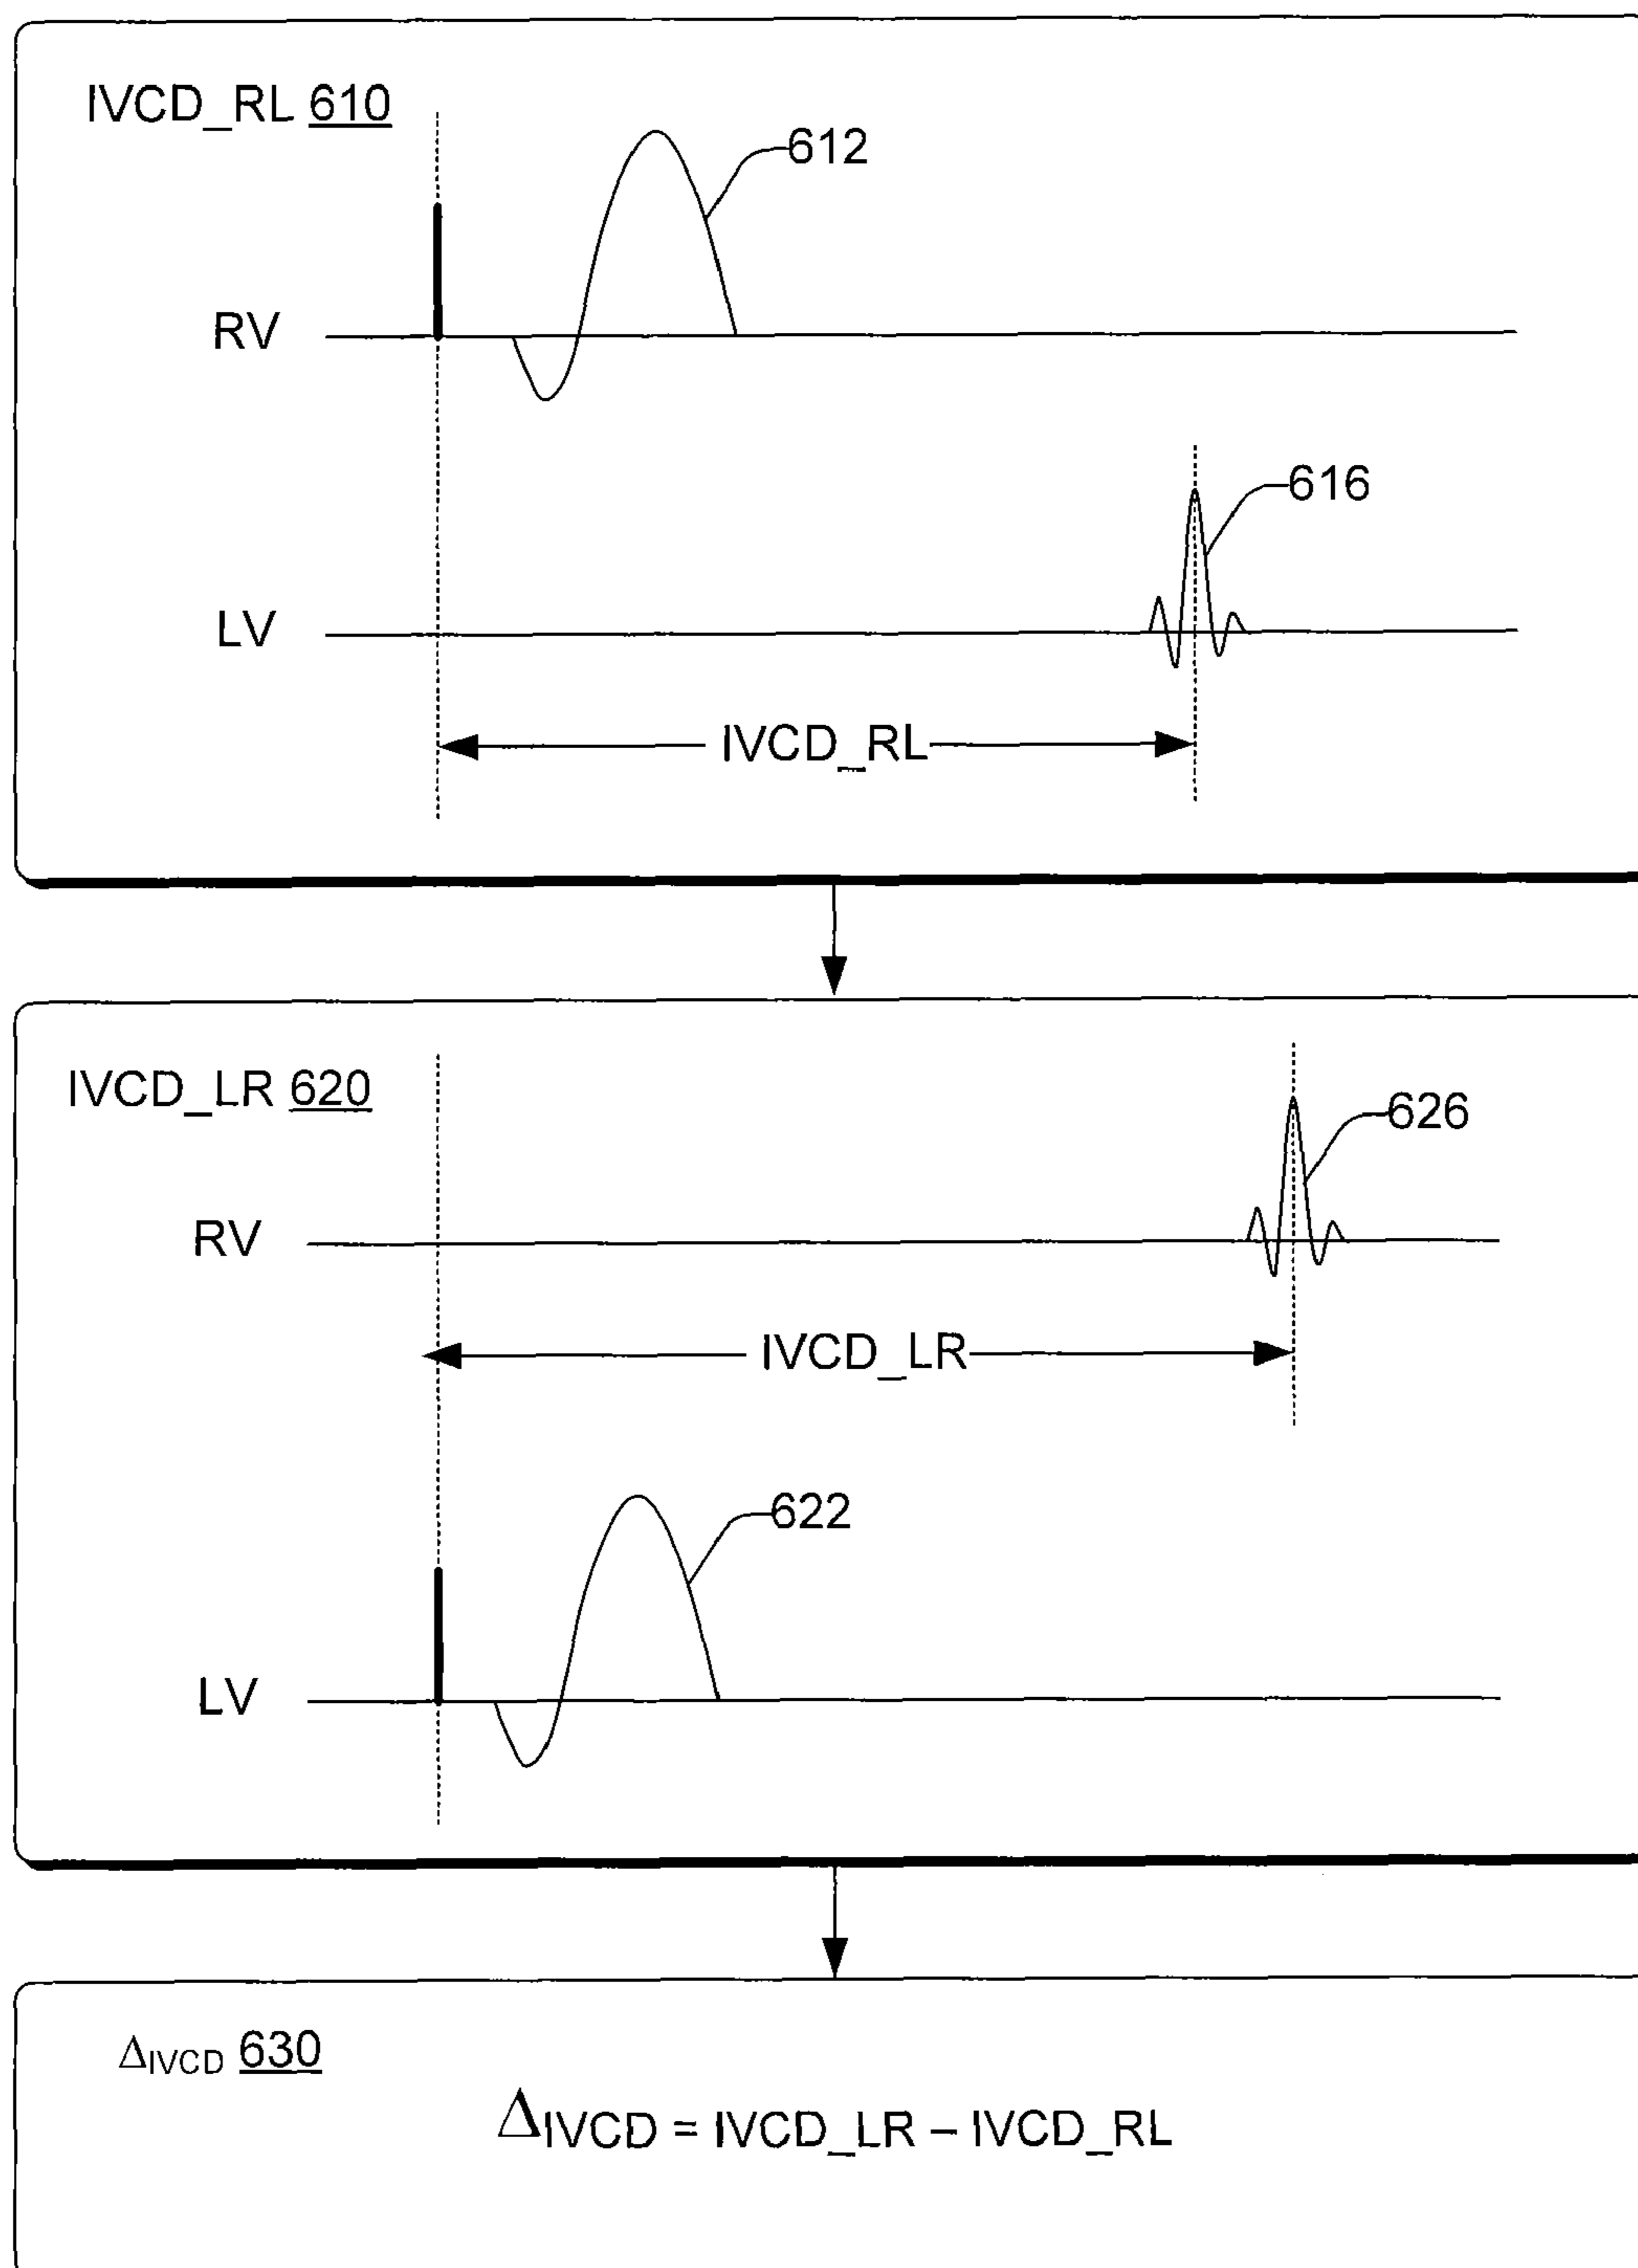 IVCD_RL 610
612
RV
616
LV
IVCD_RL
IVCD_LR 620
626
RV
IVCD_LR
622
LV
ΔIVCD 630
ΔIVCD = IVCD_LR – IVCD_RL